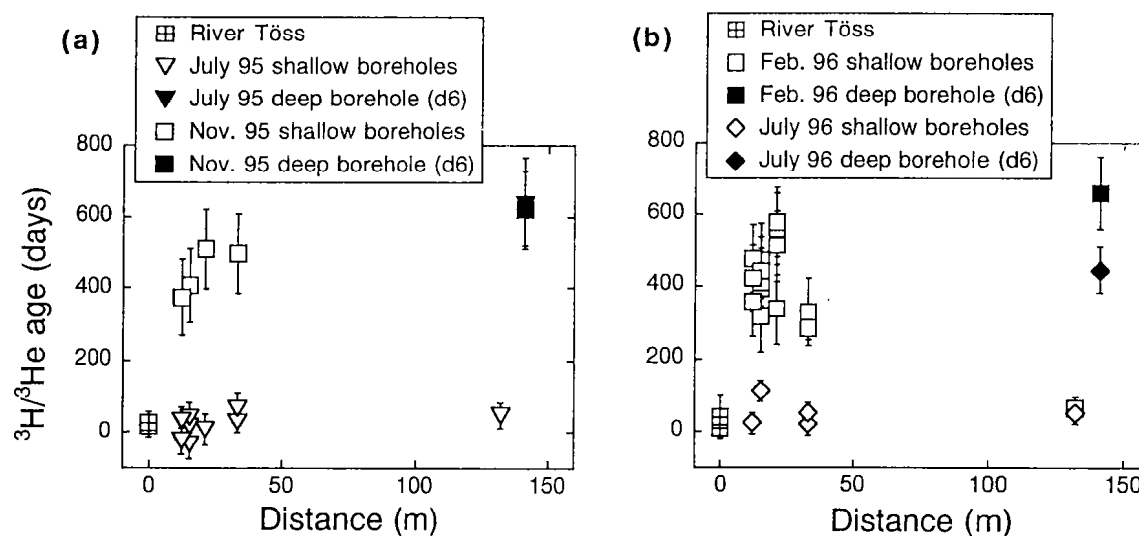 (a)
River Töss
July 95 shallow boreholes
July 95 deep borehole (d6)
Nov. 95 shallow boreholes
Nov. 95 deep borehole (d6)
³H/³He age (days)
800
600
400
200
0
0
50
100
150
Distance (m)
(b)
River Töss
Feb. 96 shallow boreholes
Feb. 96 deep borehole (d6)
July 96 shallow boreholes
July 96 deep borehole (d6)
800
600
400
200
0
0
50
100
150
Distance (m)